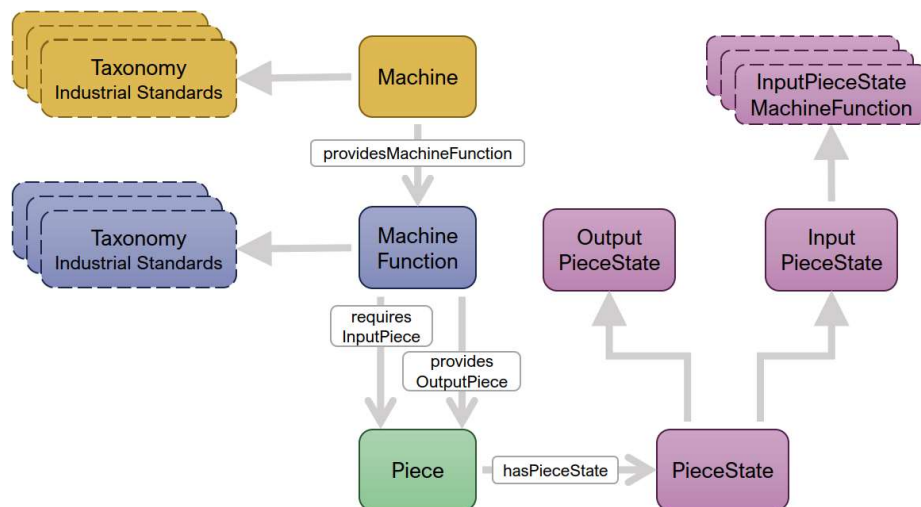 Taxonomy
Industrial Standards
Machine
InputPieceState
MachineFunction
providesMachineFunction
Taxonomy
Industrial Standards
Machine
Function
Output
PieceState
Input
PieceState
requires
InputPiece
provides
OutputPiece
Piece
hasPieceState
PieceState